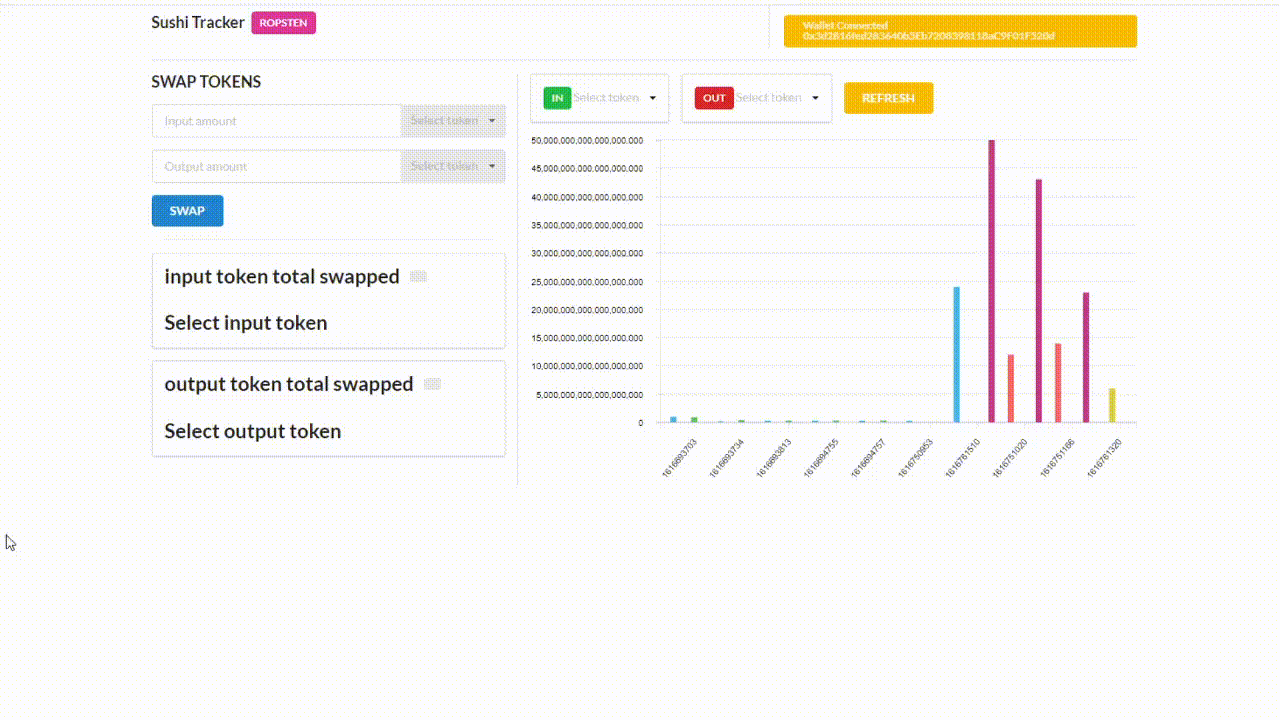 Sushi Tracker ROPSTEN
Wallet Connected
SWAP TOKENS
Input amount Select token
Output amount Select token
SWAP
input token total swapped
Select input token
output token total swapped
Select output token
IN Select token OUT Select token REFRESH
50,000,000,000,000,000,000
45,000,000,000,000,000,000
40,000,000,000,000,000,000
35,000,000,000,000,000,000
30,000,000,000,000,000,000
25,000,000,000,000,000,000
20,000,000,000,000,000,000
15,000,000,000,000,000,000
10,000,000,000,000,000,000
5,000,000,000,000,000,000
0
1616693703 1616693734 1616693813 1616694755 1616694757 1616750953 1616761510 1616751020 1616751166 1616761320